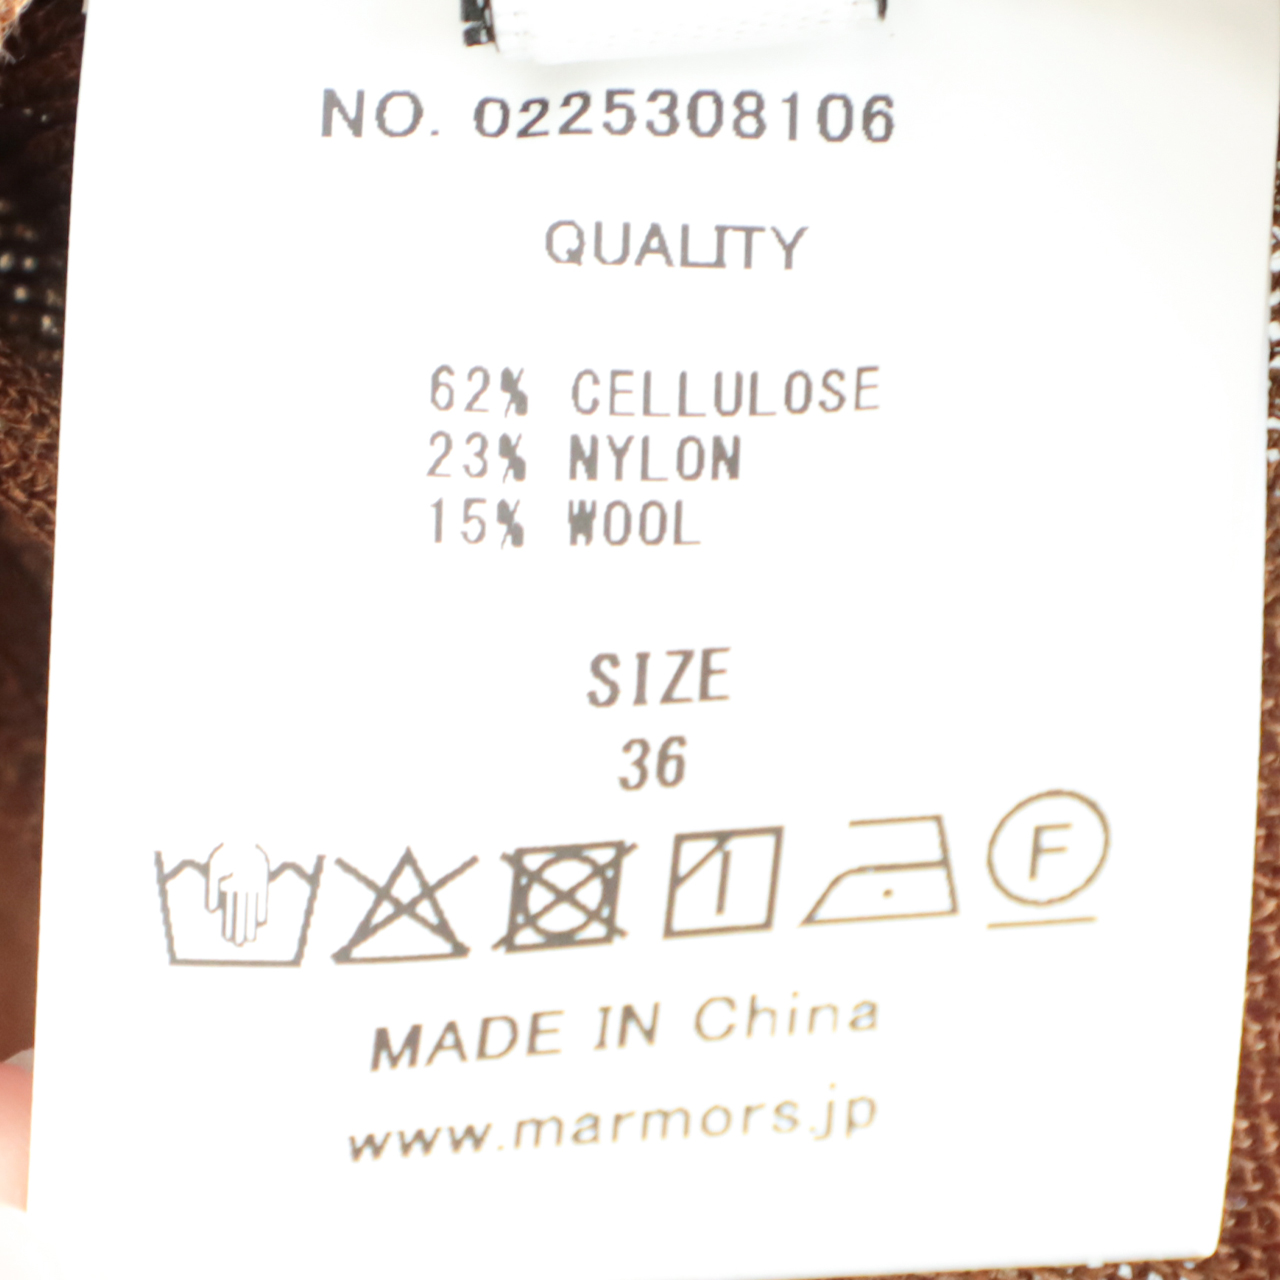 NO. 0225308106
QUALITY
62% CELLULOSE
23% NYLON
15% WOOL
SIZE
36
F
MADE IN China
www.marmors.jp